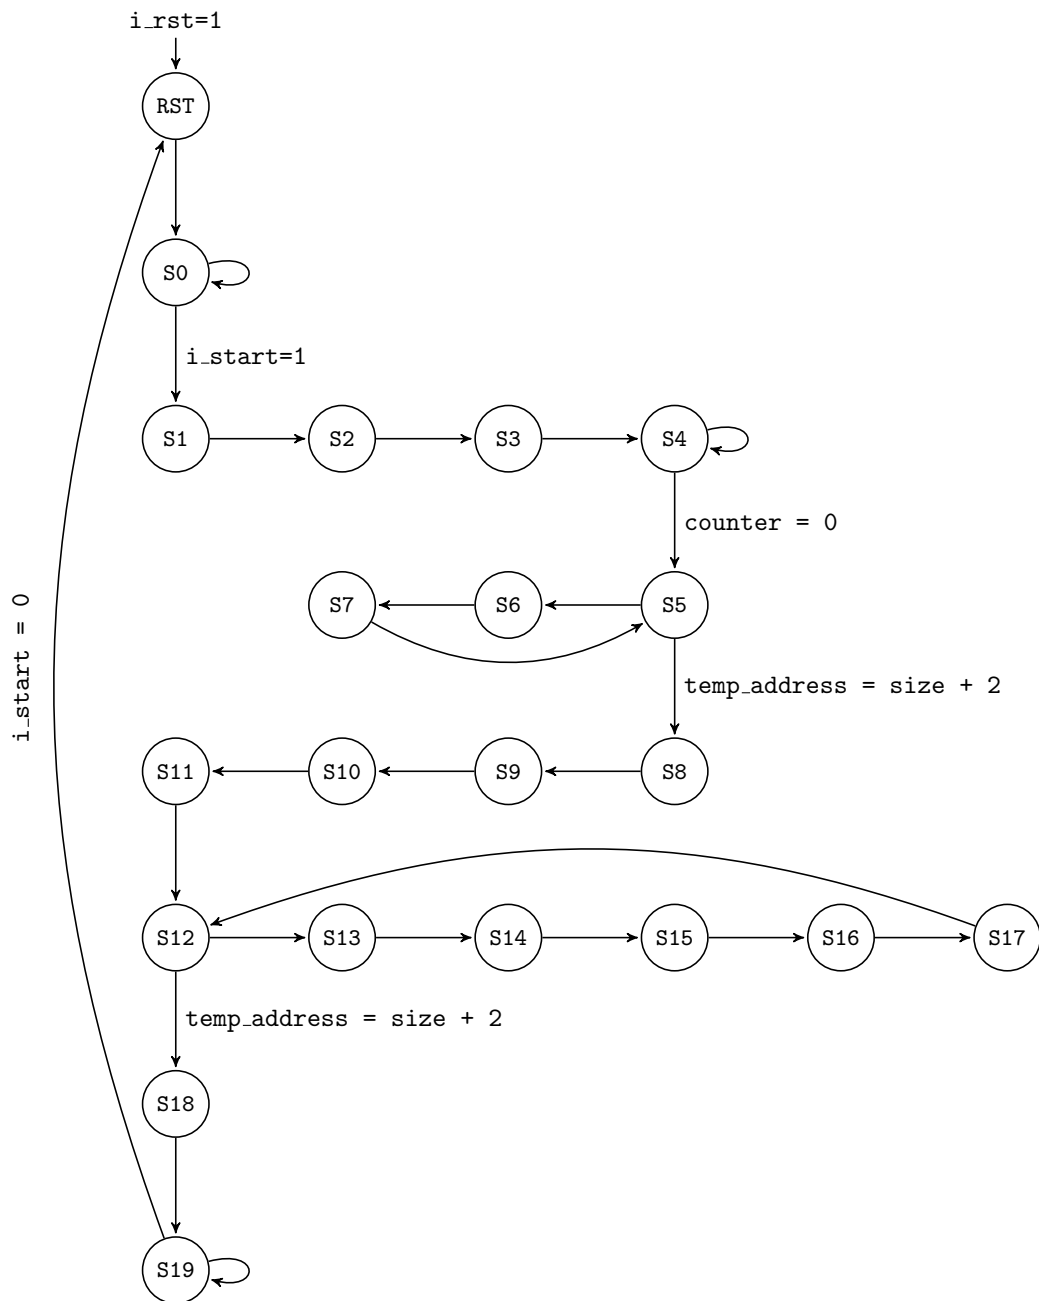 i_rst=1
RST
S0
i_start=1
S1 S2 S3 S4
counter = 0
S7 S6 S5
i_start = 0
temp_address = size + 2
S11 S10 S9 S8
S12 S13 S14 S15 S16 S17
temp_address = size + 2
S18
S19